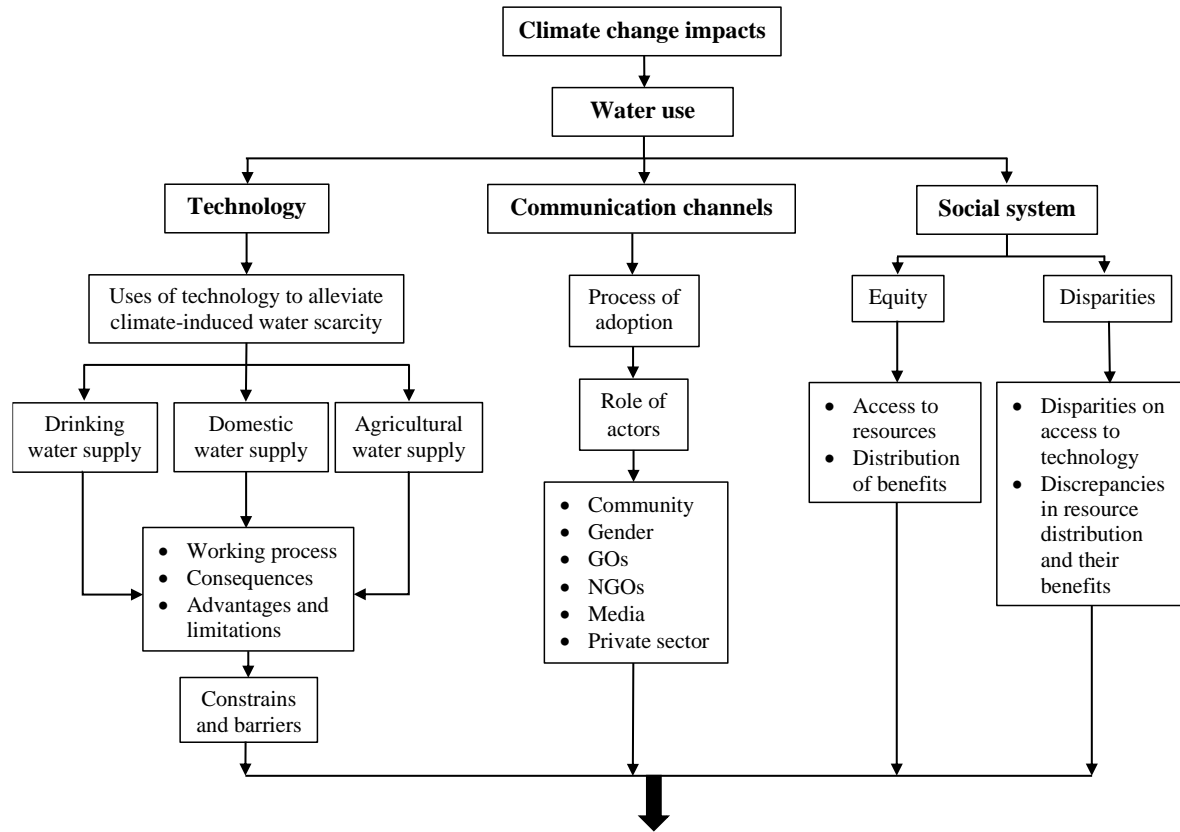 Climate change impacts
Water use
Technology
Communication channels
Social system
Uses of technology to alleviate
climate-induced water scarcity
Process of
adoption
Equity
Disparities
Drinking
water supply
Domestic
water supply
Agricultural
water supply
Role of
actors
• Access to
resources
• Distribution
of benefits
• Disparities on
access to
technology
• Discrepancies
in resource
distribution
and their
benefits
• Working process
• Consequences
• Advantages and
limitations
• Community
• Gender
• GOs
• NGOs
• Media
• Private sector
Constrains
and barriers